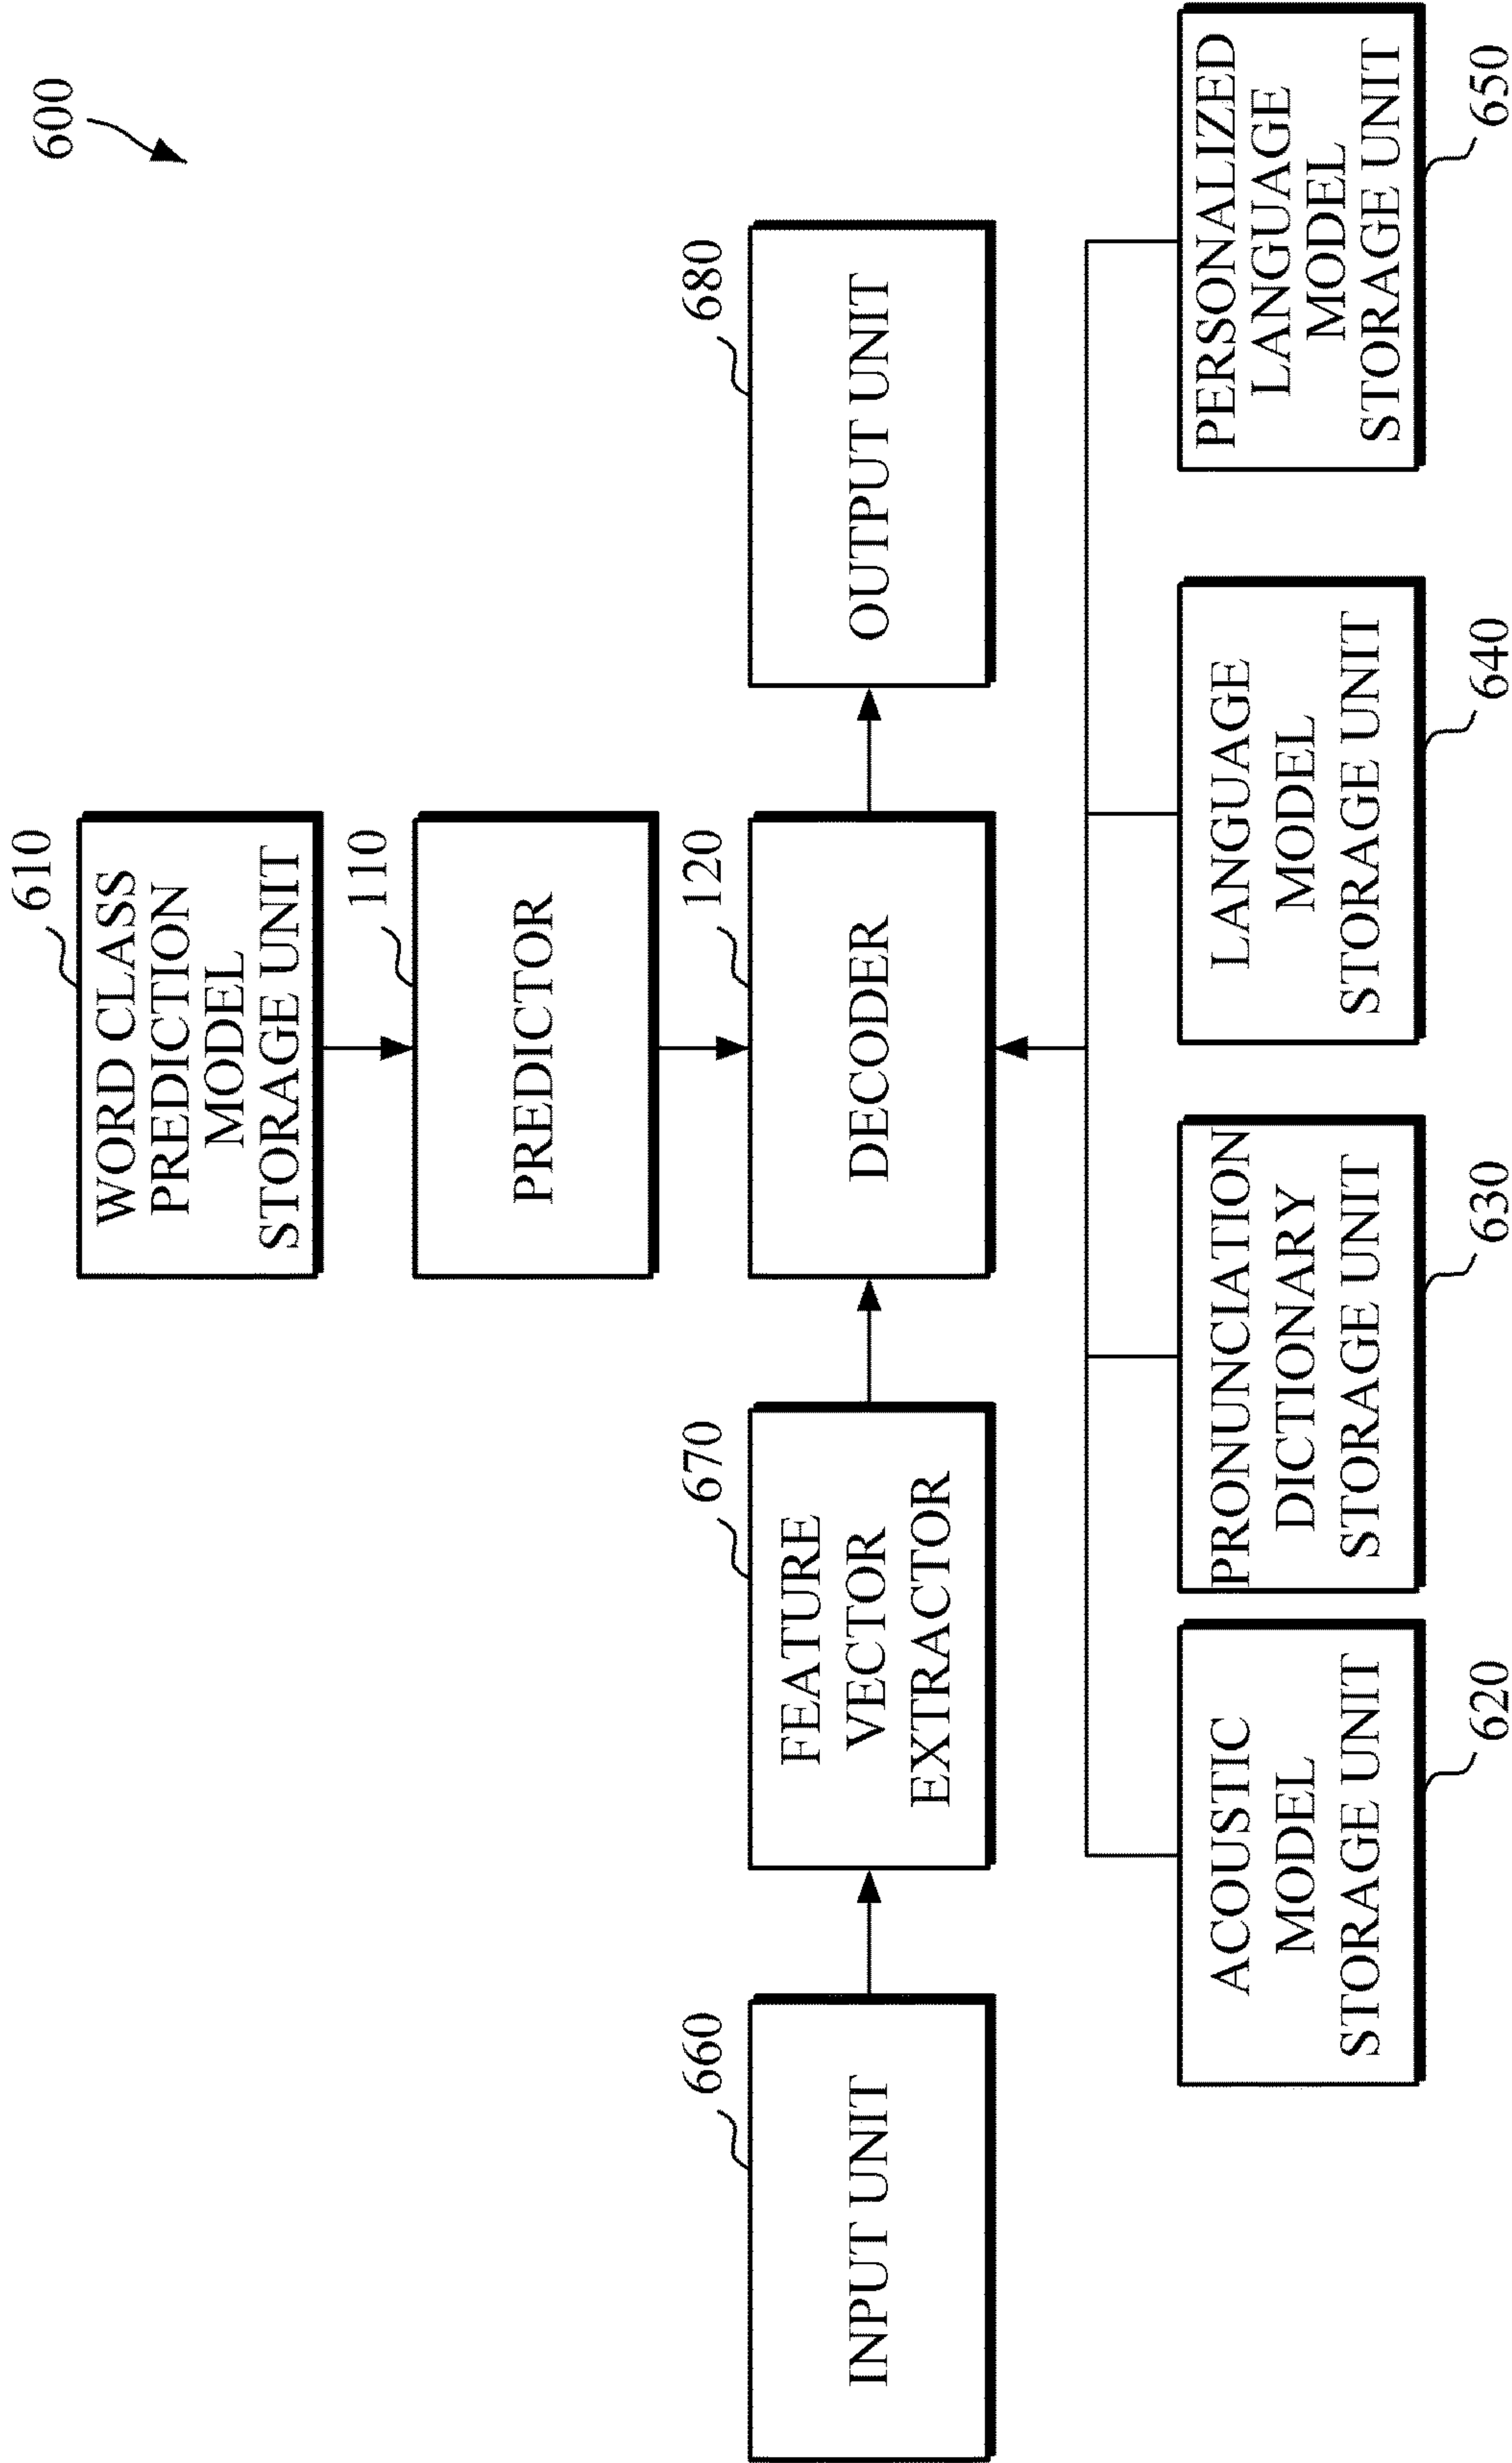 600
610
WORD CLASS
PREDICTION
MODEL
STORAGE UNIT
110
PREDICTOR
660
INPUT UNIT
670
FEATURE
VECTOR
EXTRACTOR
120
DECODER
680
OUTPUT UNIT
ACOUSTIC
MODEL
STORAGE UNIT
620
PRONUNCIATION
DICTIONARY
STORAGE UNIT
630
LANGUAGE
MODEL
STORAGE UNIT
640
PERSONALIZED
LANGUAGE
MODEL
STORAGE UNIT
650